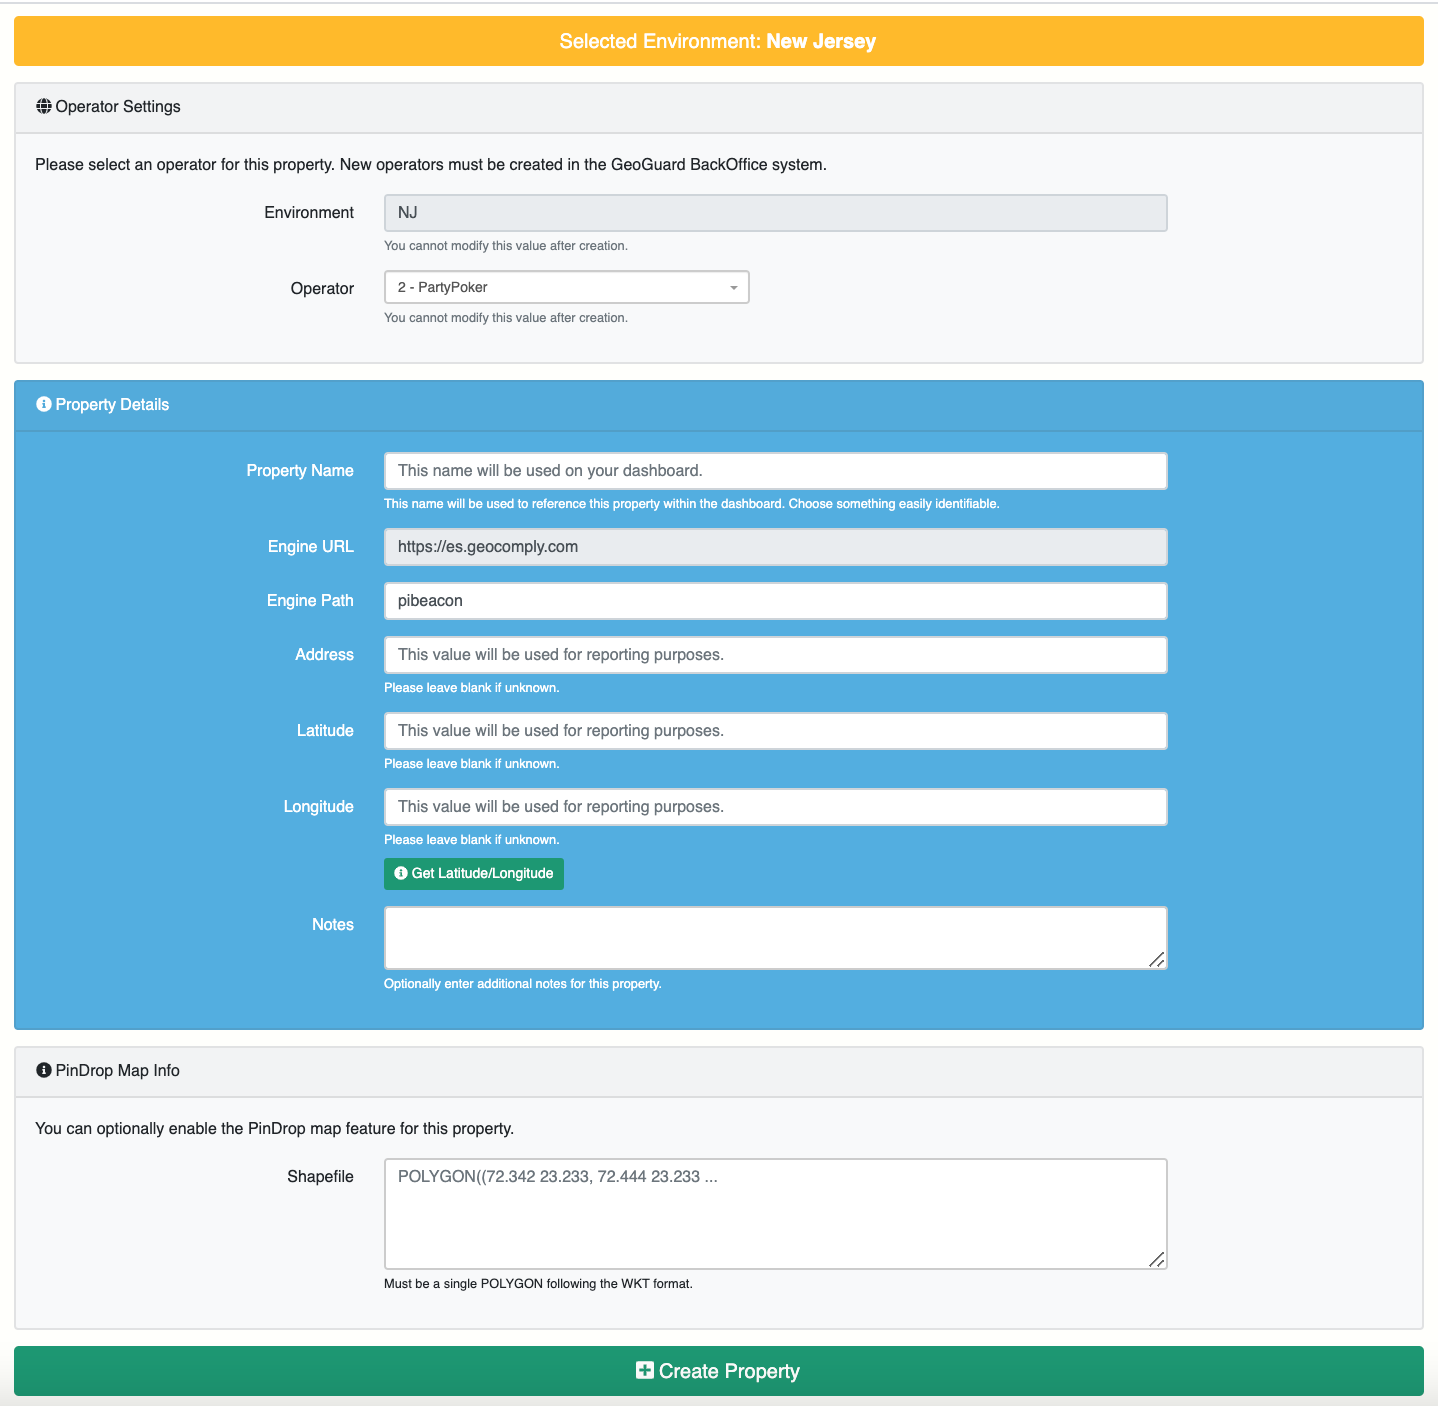 Selected Environment: New Jersey
Operator Settings
Please select an operator for this property. New operators must be created in the GeoGuard BackOffice system.
Environment
NJ
You cannot modify this value after creation.
Operator
2 - PartyPoker
You cannot modify this value after creation.
Property Details
Property Name
This name will be used on your dashboard.
This name will be used to reference this property within the dashboard. Choose something easily identifiable.
Engine URL
https://es.geocomply.com
Engine Path
pibeacon
Address
This value will be used for reporting purposes.
Please leave blank if unknown.
Latitude
This value will be used for reporting purposes.
Please leave blank if unknown.
Longitude
This value will be used for reporting purposes.
Please leave blank if unknown.
Get Latitude/Longitude
Notes
Optionally enter additional notes for this property.
PinDrop Map Info
You can optionally enable the PinDrop map feature for this property.
Shapefile
POLYGON((72.342 23.233, 72.444 23.233 ...
Must be a single POLYGON following the WKT format.
Create Property